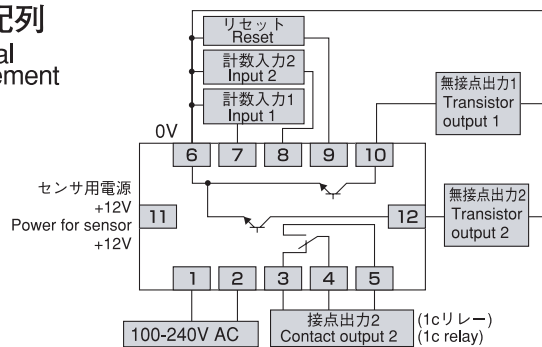 配列
al
ement
リセット
Reset
計数入力2
Input 2
計数入力1
Input 1
無接点出力1
Transistor
output 1
0V
6
7
8
9
10
センサ用電源
+12V
Power for sensor
+12V
11
12
無接点出力2
Transistor
output 2
1
2
3
4
5
100-240V AC
接点出力2
Contact output 2
(1cリレー)
(1c relay)